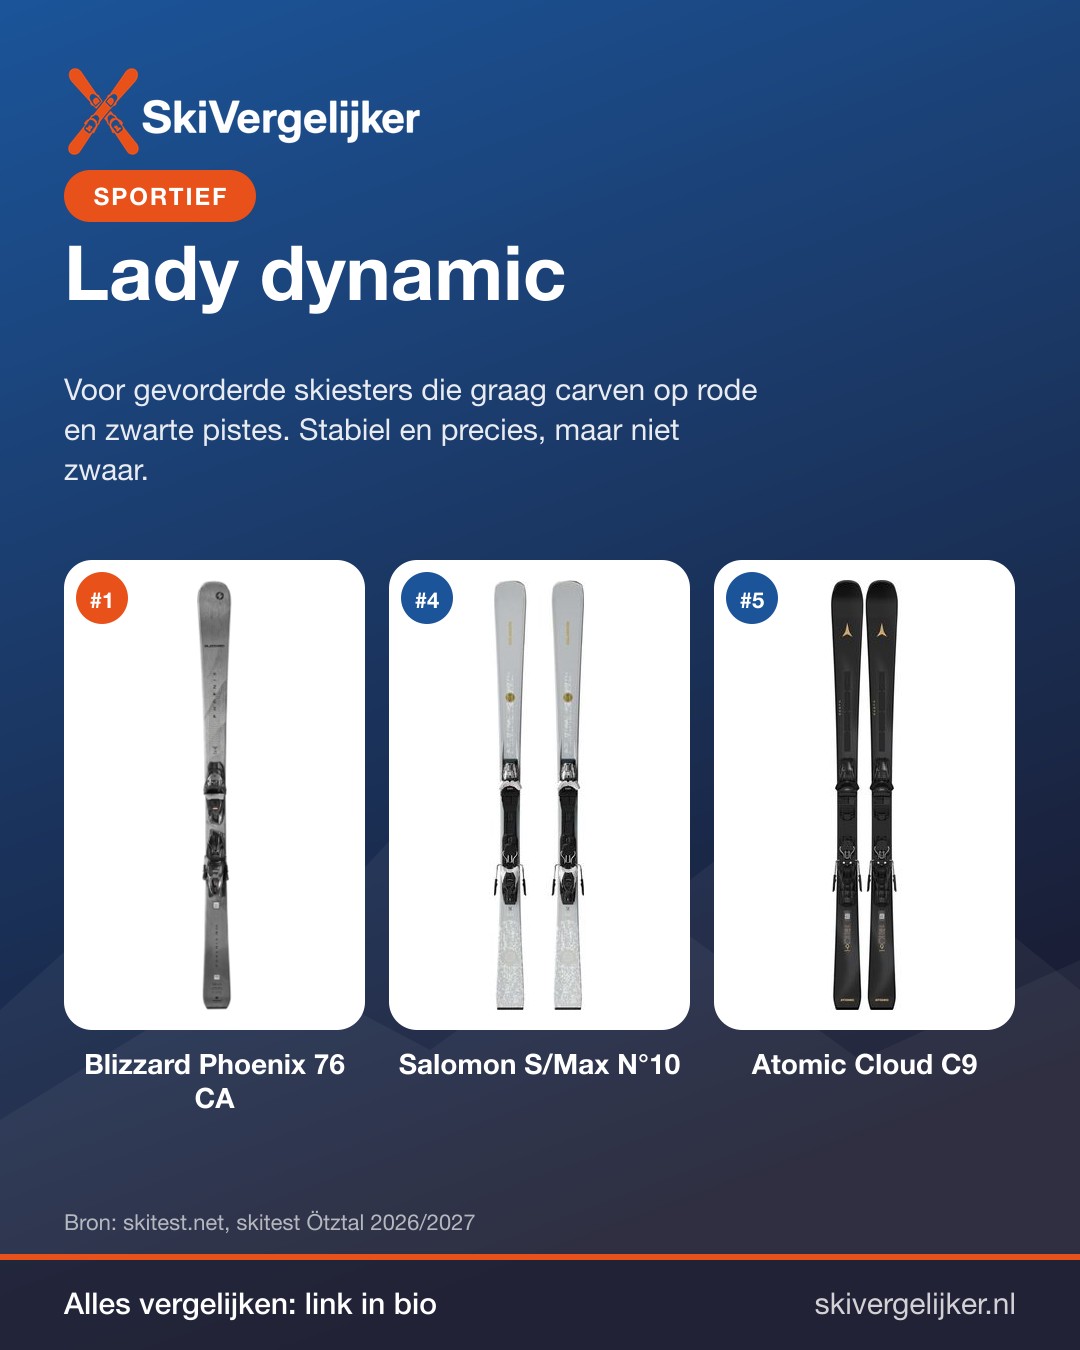 SkiVergelijker
SPORTIEF
Lady dynamic
Voor gevorderde skiesters die graag carven op rode
en zwarte pistes. Stabiel en precies, maar niet
zwaar.
#1
#4
#5
Blizzard Phoenix 76
CA
Salomon S/Max N°10
Atomic Cloud C9
Bron: skitest.net, skitest Ötztal 2026/2027
Alles vergelijken: link in bio
skivergelijker.nl